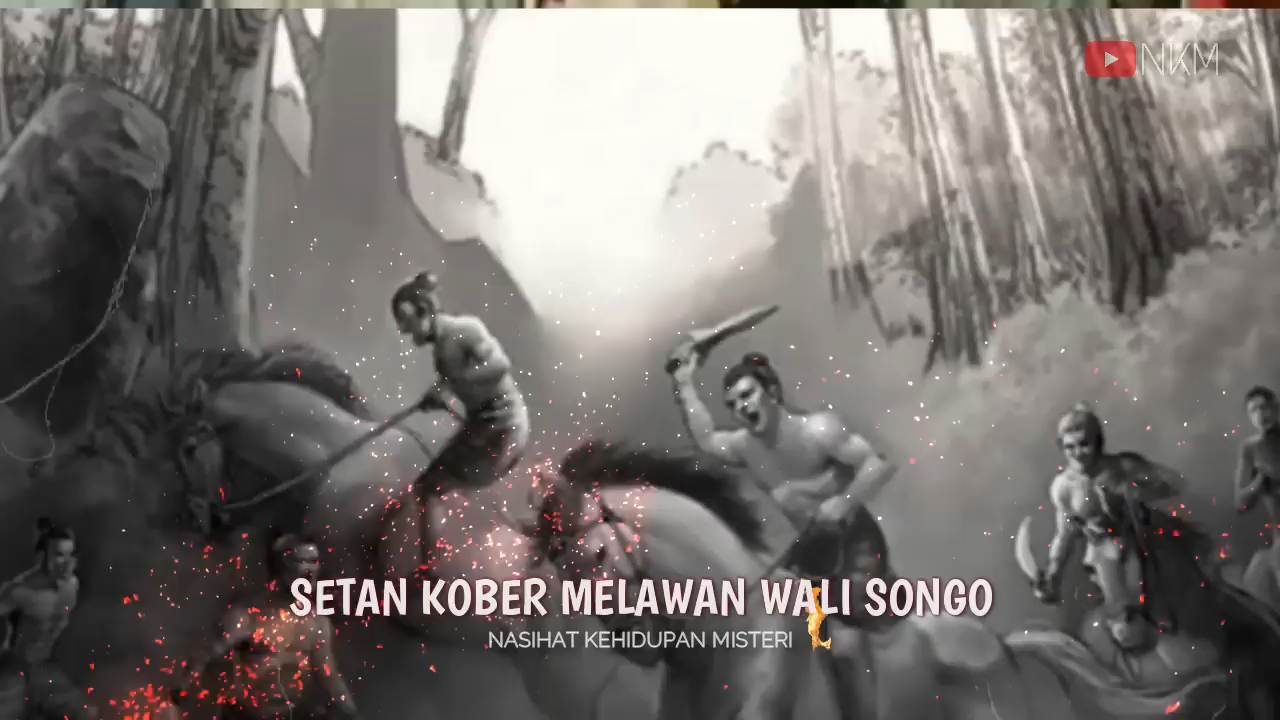 NKM
SETAN KOBER MELAWAN WALI SONGO
NASIHAT KEHIDUPAN MISTERI